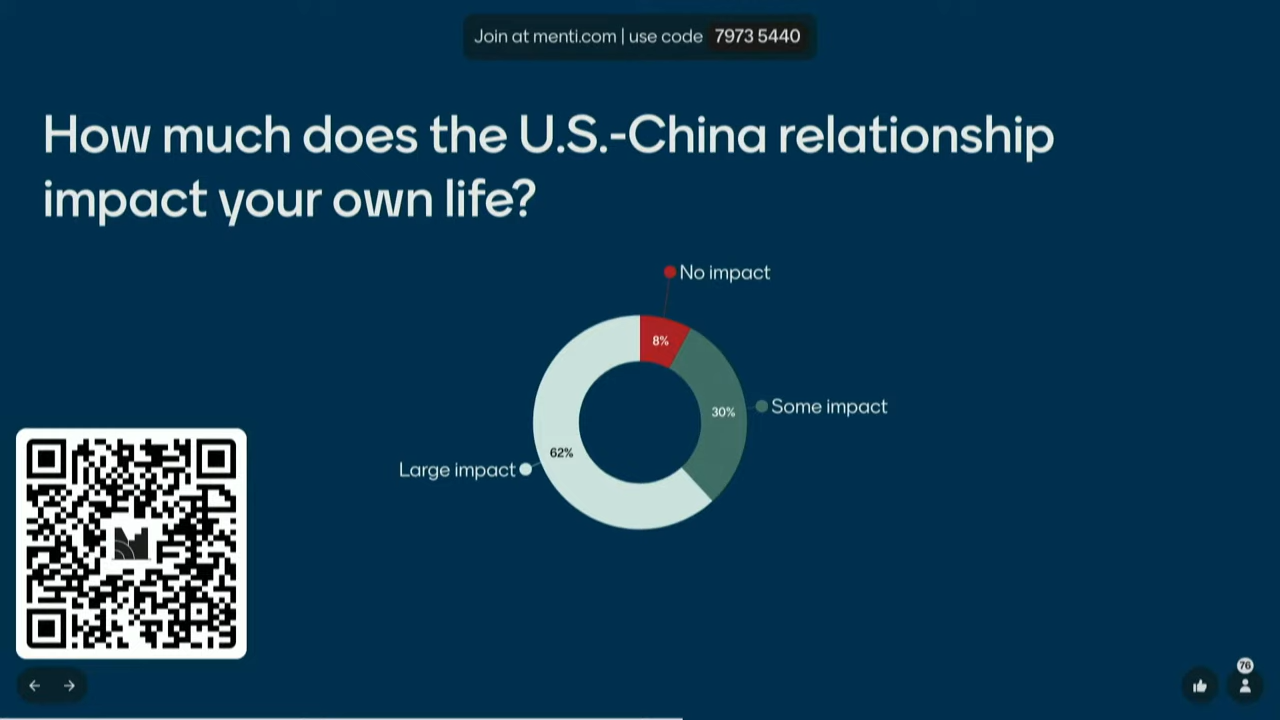 Join at menti.com | use code 7973 5440
How much does the U.S.-China relationship
impact your own life?
No impact
8%
Some impact
30%
62%
Large impact
76